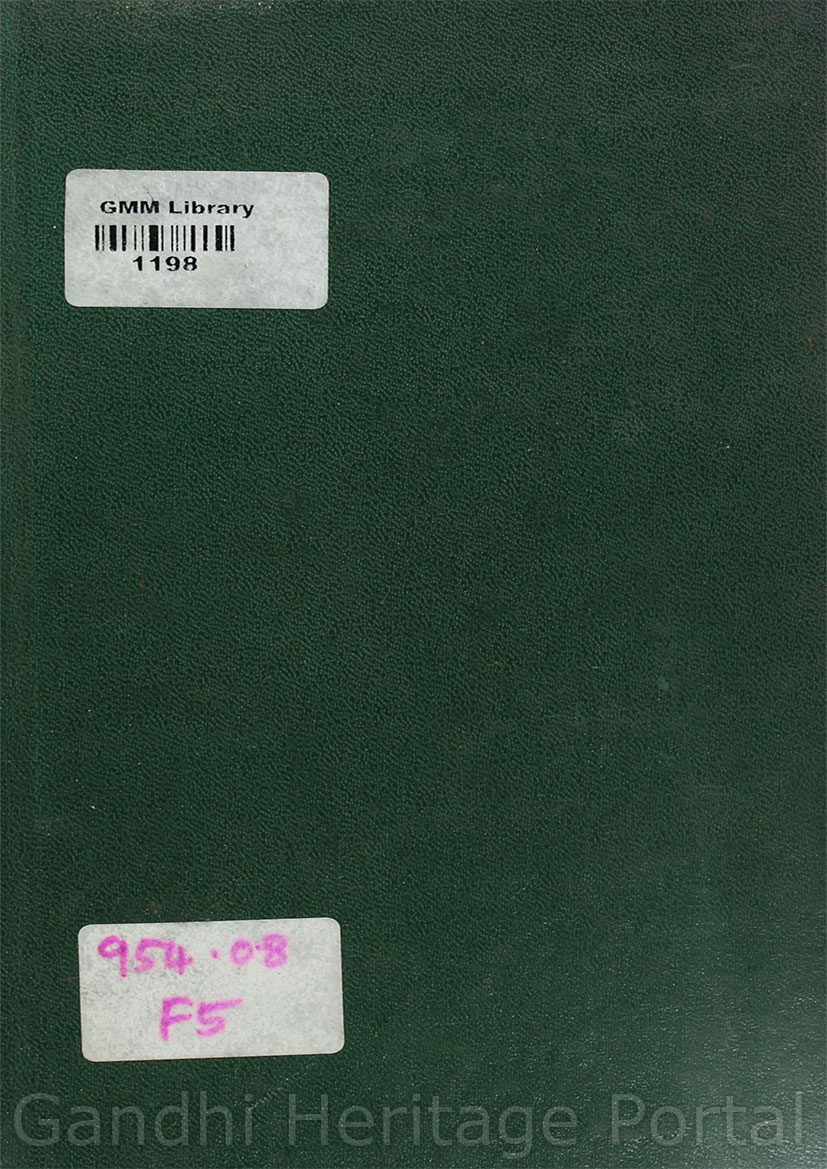 GMM Library
1198
954.08
F5
Gandhi Heritage Portal